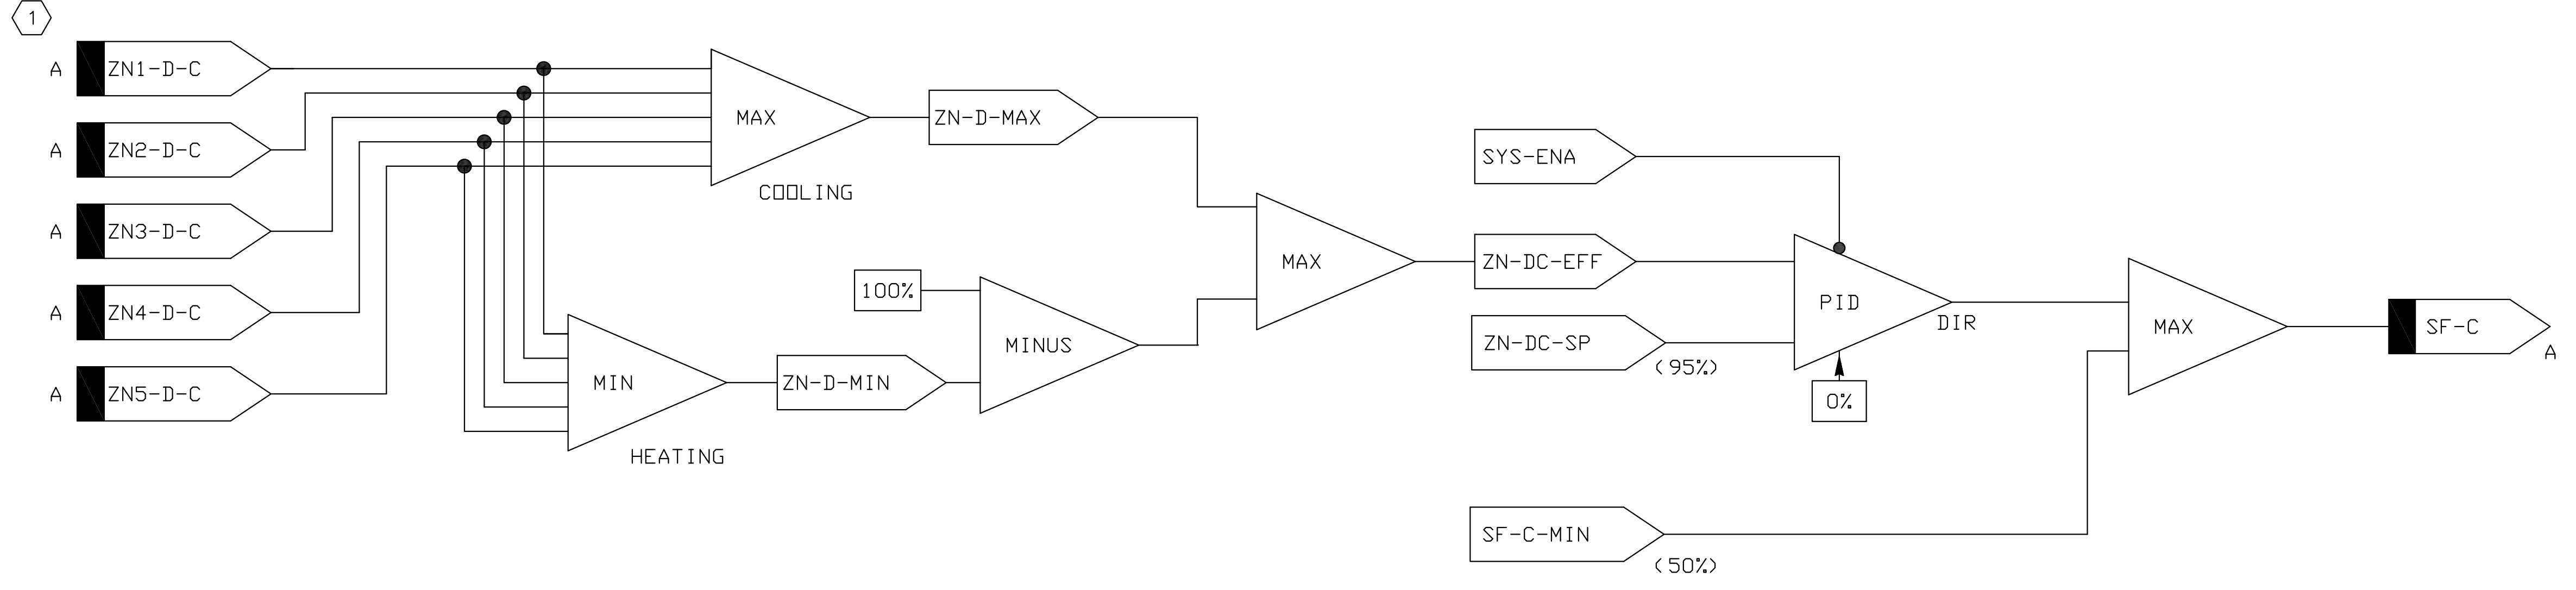 1
A ZN1-D-C
A ZN2-D-C
A ZN3-D-C
A ZN4-D-C
A ZN5-D-C
MAX
COOLING
MIN
HEATING
ZN-D-MAX
100%
ZN-D-MIN
MINUS
MAX
SYS-ENA
ZN-DC-EFF
ZN-DC-SP
(95%)
PID
DIR
0%
SF-C-MIN
(50%)
MAX
SF-C
A